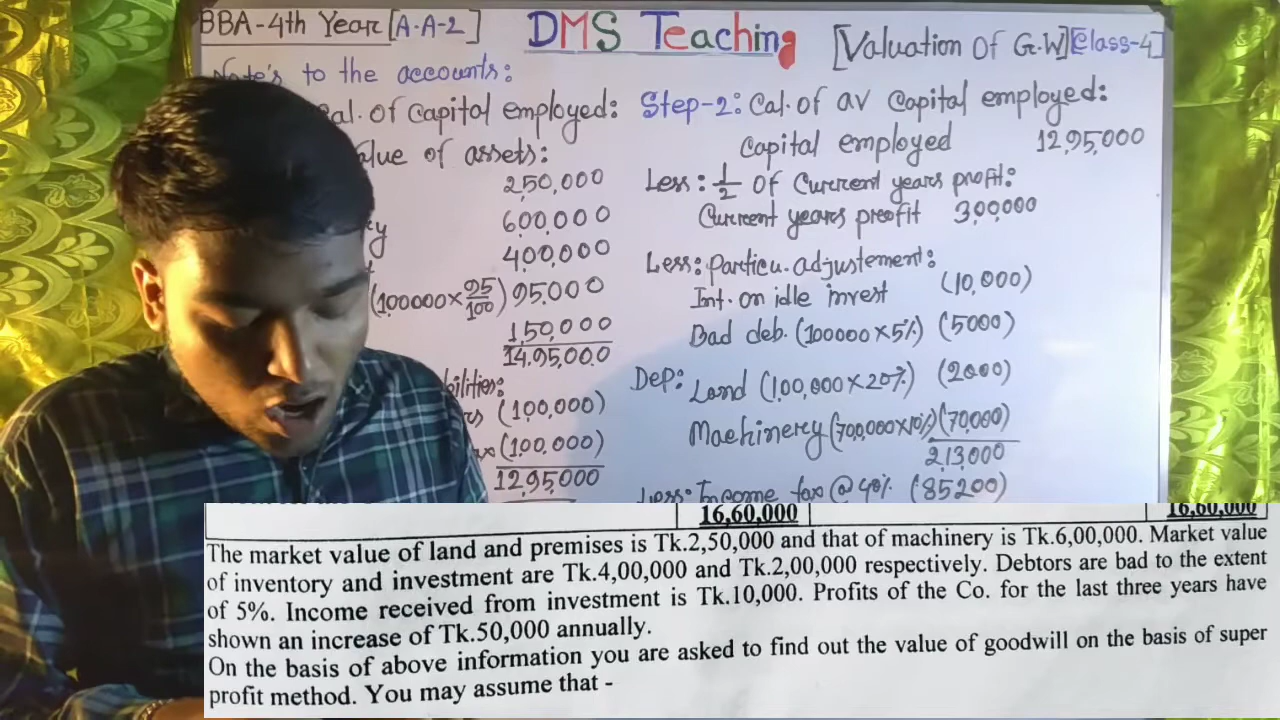 BBA-4th Year [A.A-2]
DMS Teaching
[Valuation Of G.W] [Class-4]
Note's to the accounts:
Cal. of Capital employed:
value of assets:
2,50,000
6,00,000
4,00,000
(100000×95/100) 95.000
1,50,000
14,95,000
bilities:
(1,00,000)
(1,00.000)
12,95,000
Step-2: Cal. of av Capital employed:
Capital employed 12,95,000
Less: 1/2 Of Current years profit:
Current years profit 3,00,000
Less: particu. adjustement:
Int. on idle invest (10,000)
Bad deb. (100000×5%) (5000)
Dep: Land (1,00,000×20%) (2000)
Machinery (700,000×10%) (70,000)
2,13,000
Less: Income tax @ 40% (85200)
16,60,000 16,60,000
The market value of land and premises is Tk.2,50,000 and that of machinery is Tk.6,00,000. Market value
of inventory and investment are Tk.4,00,000 and Tk.2,00,000 respectively. Debtors are bad to the extent
of 5%. Income received from investment is Tk.10,000. Profits of the Co. for the last three years have
shown an increase of Tk.50,000 annually.
On the basis of above information you are asked to find out the value of goodwill on the basis of super
profit method. You may assume that -